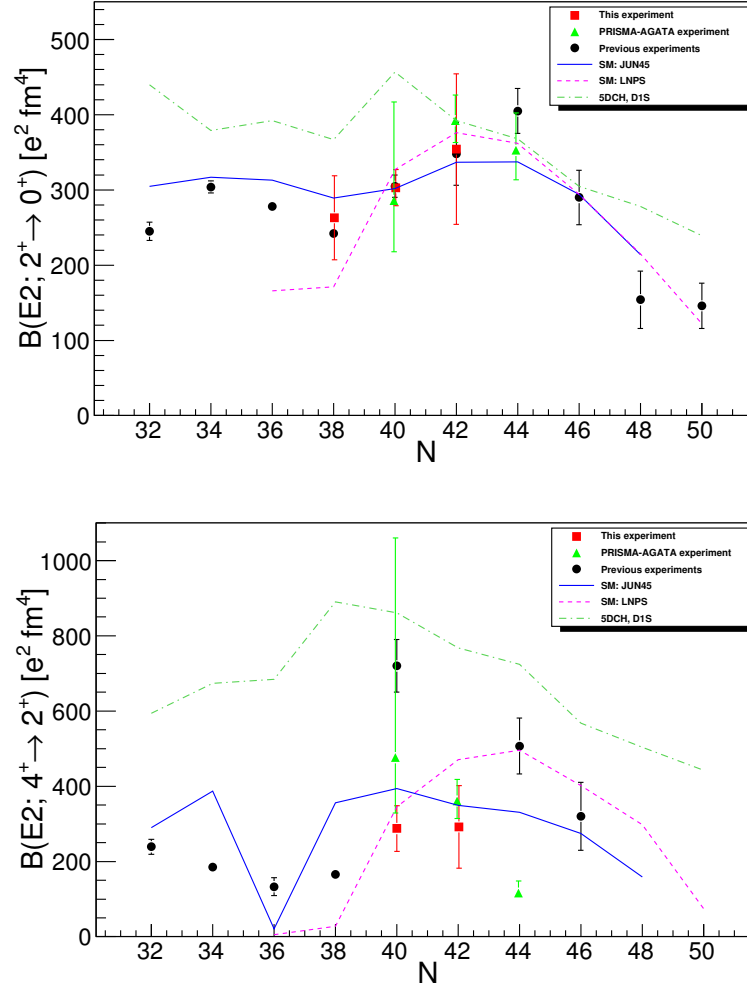 B(E2; 2⁺→ 0⁺) [e² fm⁴]
500
400
300
200
100
0
This experiment
PRISMA-AGATA experiment
Previous experiments
SM: JUN45
SM: LNPS
5DCH, D1S
32 34 36 38 40 42 44 46 48 50
N
B(E2; 4⁺→ 2⁺) [e² fm⁴]
1000
800
600
400
200
0
This experiment
PRISMA-AGATA experiment
Previous experiments
SM: JUN45
SM: LNPS
5DCH, D1S
32 34 36 38 40 42 44 46 48 50
N